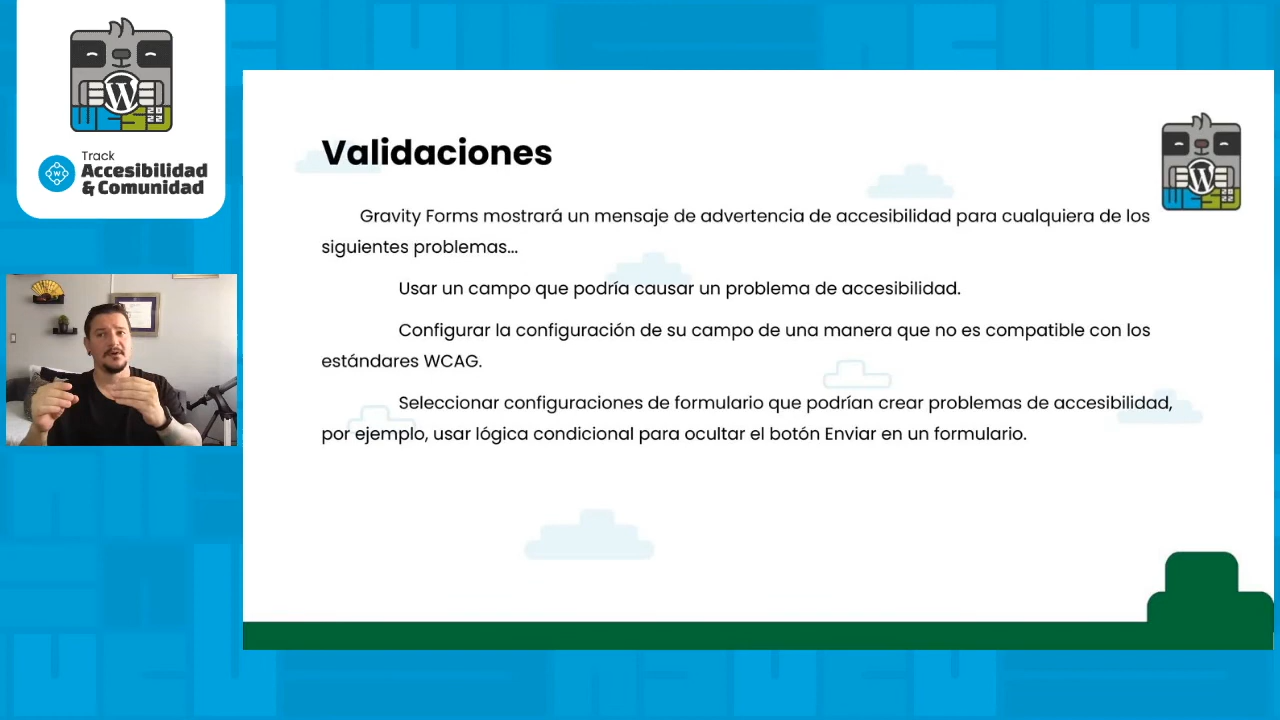 WESO
2022
Track
Accesibilidad
& Comunidad
Validaciones
Gravity Forms mostrará un mensaje de advertencia de accesibilidad para cualquiera de los
siguientes problemas...
Usar un campo que podría causar un problema de accesibilidad.
Configurar la configuración de su campo de una manera que no es compatible con los
estándares WCAG.
Seleccionar configuraciones de formulario que podrían crear problemas de accesibilidad,
por ejemplo, usar lógica condicional para ocultar el botón Enviar en un formulario.